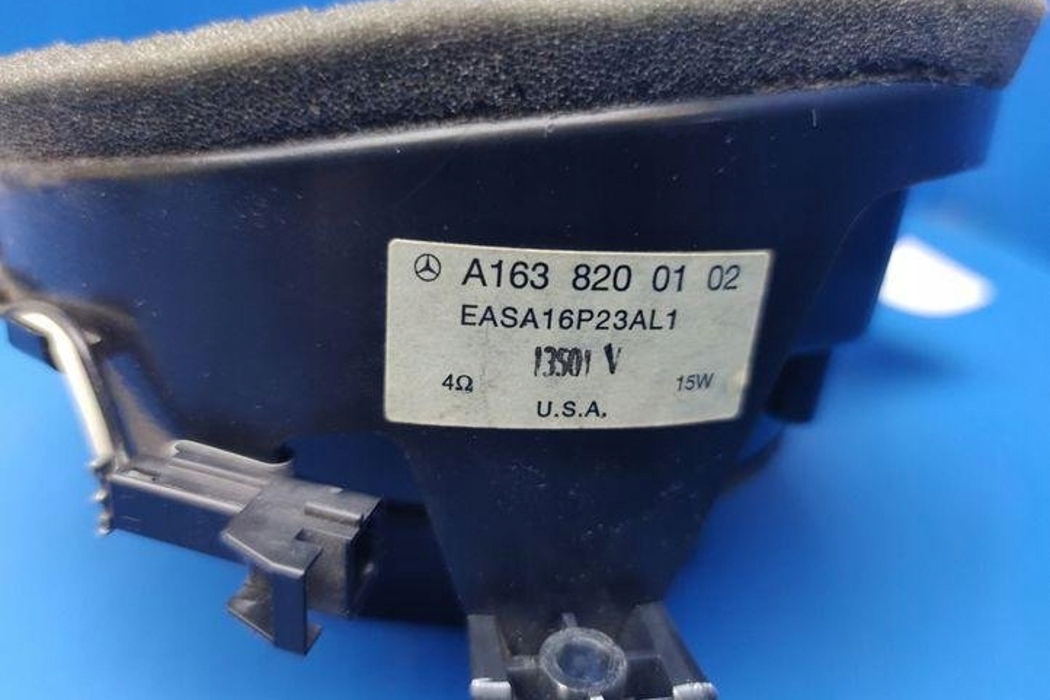 A163 820 01 02
EASA16P23AL1
13501 V
4Ω 15W
U.S.A.